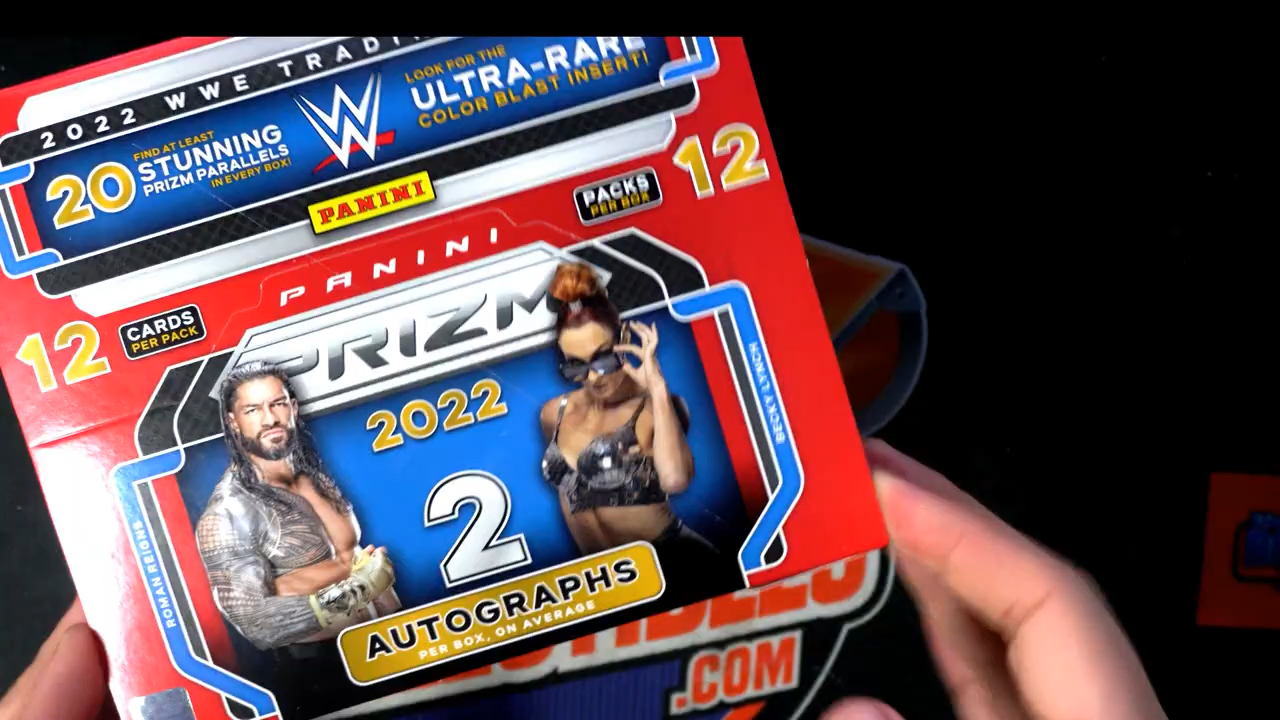 2022 WWE TRADI
LOOK FOR THE
ULTRA-RARE
COLOR BLAST INSERT!
FIND AT LEAST
20 STUNNING
PRIZM PARALLELS
IN EVERY BOX!
W
PANINI
12 PACKS
PER BOX
PANINI
12 CARDS
PER PACK
PRIZM
2022
BECKY LYNCH
2
ROMAN REIGNS
AUTOGRAPHS
PER BOX, ON AVERAGE
.COM